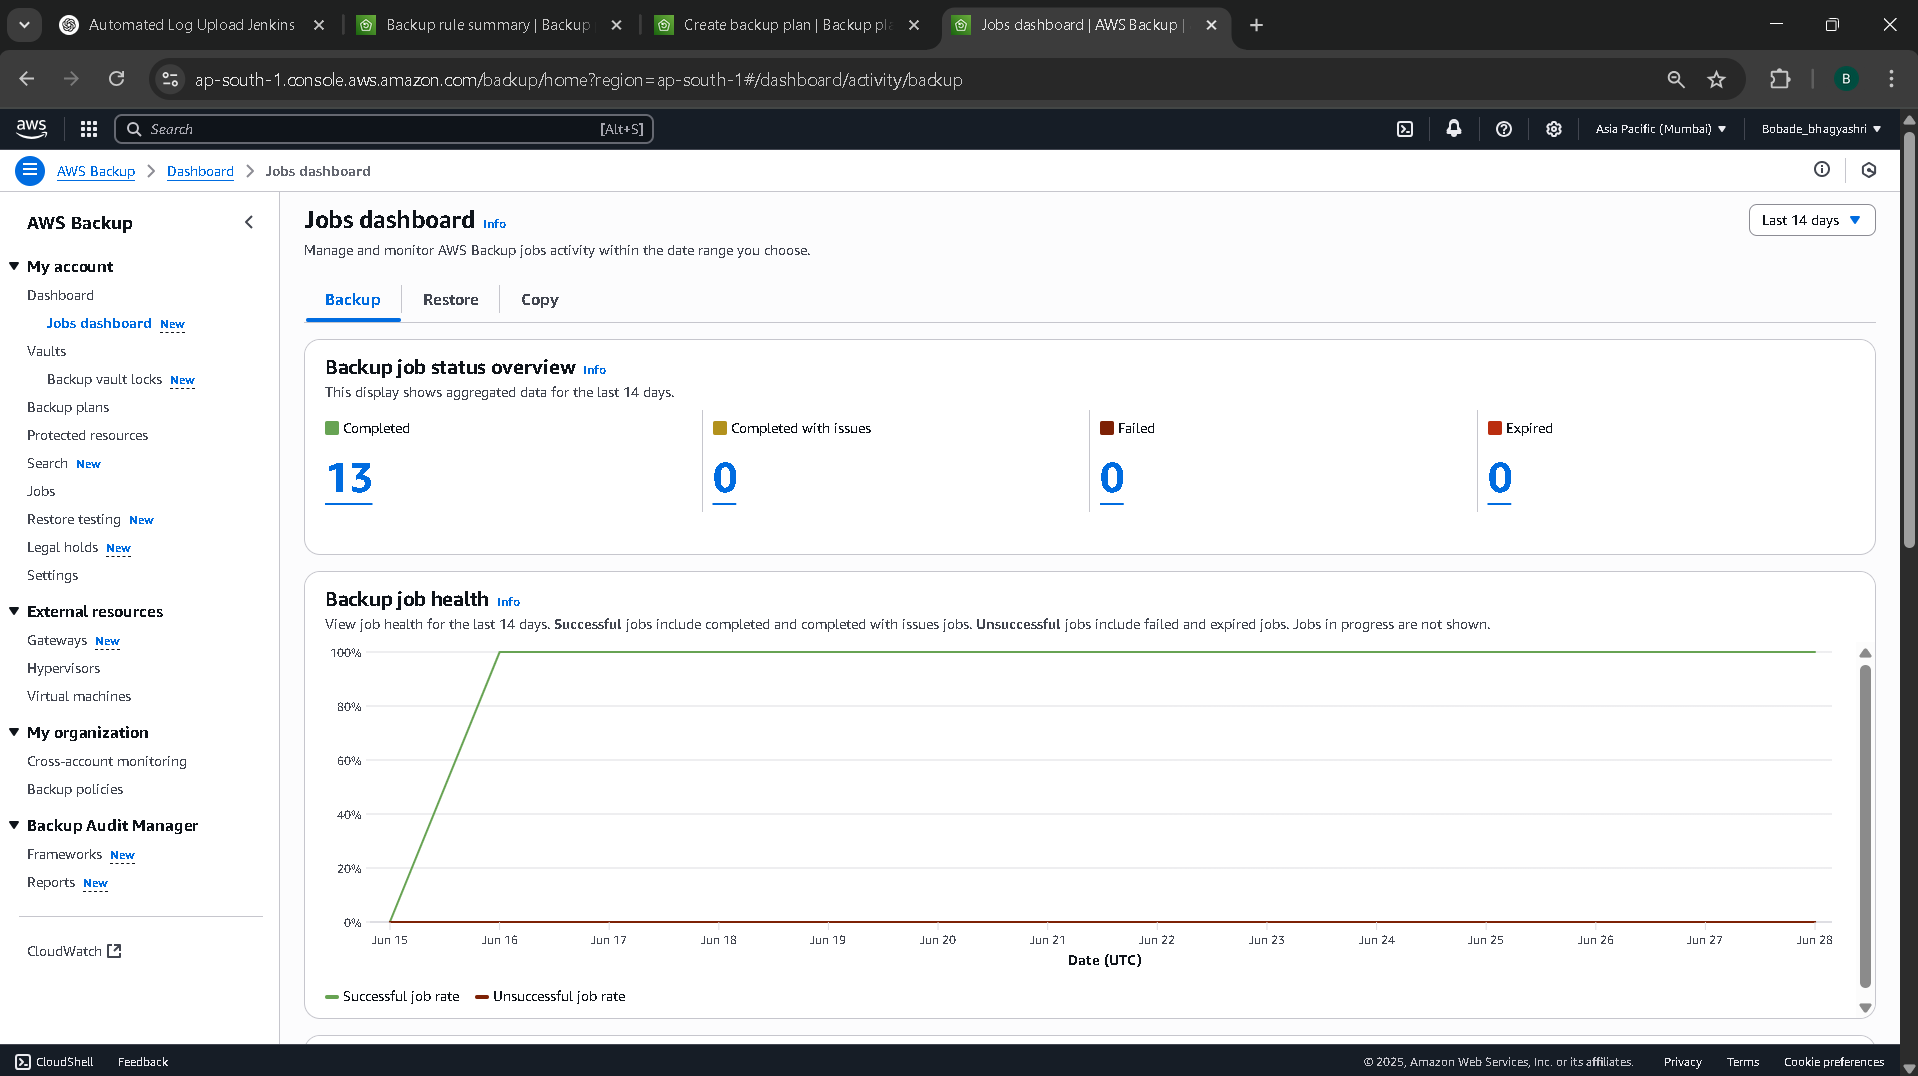 Automated Log Upload Jenkins
Backup rule summary | Backup
Create backup plan | Backup pl
Jobs dashboard | AWS Backup |
ap-south-1.console.aws.amazon.com/backup/home?region=ap-south-1#/dashboard/activity/backup
B
aws
Search
[Alt+S]
Asia Pacific (Mumbai)
Bobade_bhagyashri
AWS Backup
Dashboard
Jobs dashboard
AWS Backup
My account
Dashboard
Jobs dashboard New
Vaults
Backup vault locks New
Backup plans
Protected resources
Search New
Jobs
Restore testing New
Legal holds New
Settings
External resources
Gateways New
Hypervisors
Virtual machines
My organization
Cross-account monitoring
Backup policies
Backup Audit Manager
Frameworks New
Reports New
CloudWatch
Jobs dashboard Info
Last 14 days
Manage and monitor AWS Backup jobs activity within the date range you choose.
Backup
Restore
Copy
Backup job status overview Info
This display shows aggregated data for the last 14 days.
Completed
13
Completed with issues
0
Failed
0
Expired
0
Backup job health Info
View job health for the last 14 days. Successful jobs include completed and completed with issues jobs. Unsuccessful jobs include failed and expired jobs. Jobs in progress are not shown.
100%
80%
60%
40%
20%
0%
Jun 15
Jun 16
Jun 17
Jun 18
Jun 19
Jun 20
Jun 21
Jun 22
Jun 23
Jun 24
Jun 25
Jun 26
Jun 27
Jun 28
Date (UTC)
Successful job rate
Unsuccessful job rate
CloudShell
Feedback
© 2025, Amazon Web Services, Inc. or its affiliates.
Privacy
Terms
Cookie preferences